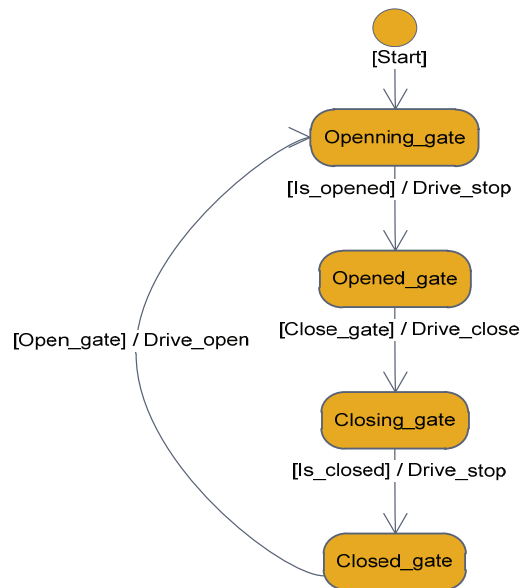 [Start]
Openning_gate
[Is_opened] / Drive_stop
Opened_gate
[Close_gate] / Drive_close
[Open_gate] / Drive_open
Closing_gate
[Is_closed] / Drive_stop
Closed_gate